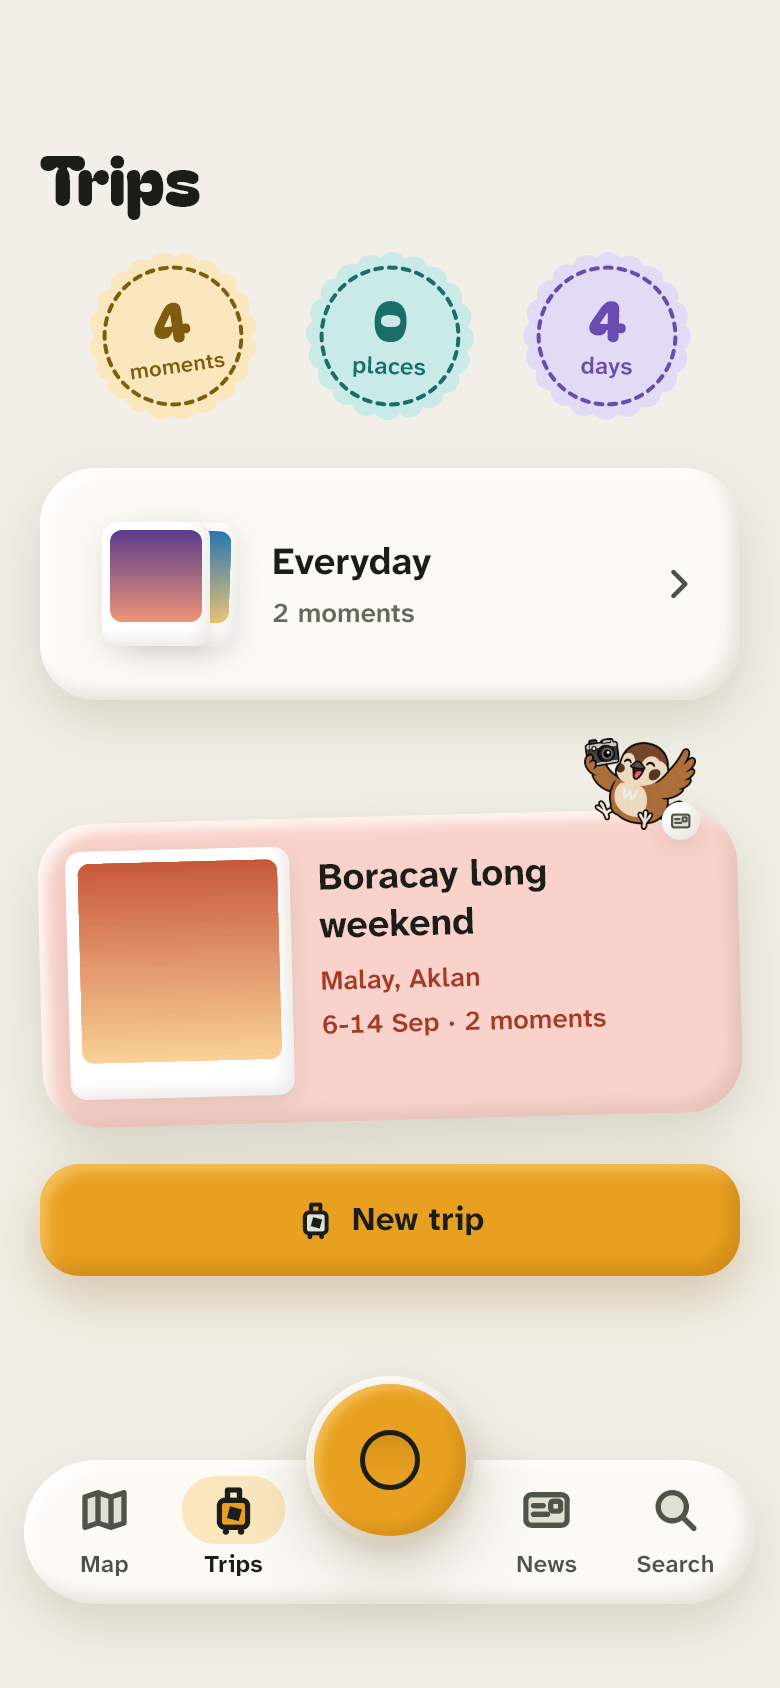 Trips
4
moments
0
places
4
days
Everyday
2 moments
W
Boracay long
weekend
Malay, Aklan
6-14 Sep · 2 moments
New trip
Map
Trips
News
Search